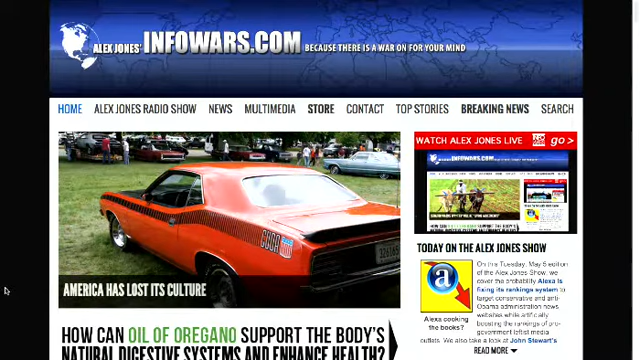 ALEX JONES' INFOWARS.COM BECAUSE THERE IS A WAR ON FOR YOUR MIND
HOME ALEX JONES RADIO SHOW NEWS MULTIMEDIA STORE CONTACT TOP STORIES BREAKING NEWS SEARCH
CUDA
AMERICA HAS LOST ITS CULTURE
HOW CAN OIL OF OREGANO SUPPORT THE BODY'S
NATURAL DIGESTIVE SYSTEMS AND ENHANCE HEALTH?
WATCH ALEX JONES LIVE go >
INFOWARS.COM
TODAY ON THE ALEX JONES SHOW
On this Tuesday, May 5 edition
of the Alex Jones Show, we
cover the probability Alexa is
fixing its rankings system to
target conservative and anti-
Obama administration news
websites while artificially
boosting the rankings of pro-
government leftist media
outlets. We also take a look at John Stewart's
a
Alexa cooking
the books?
READ MORE